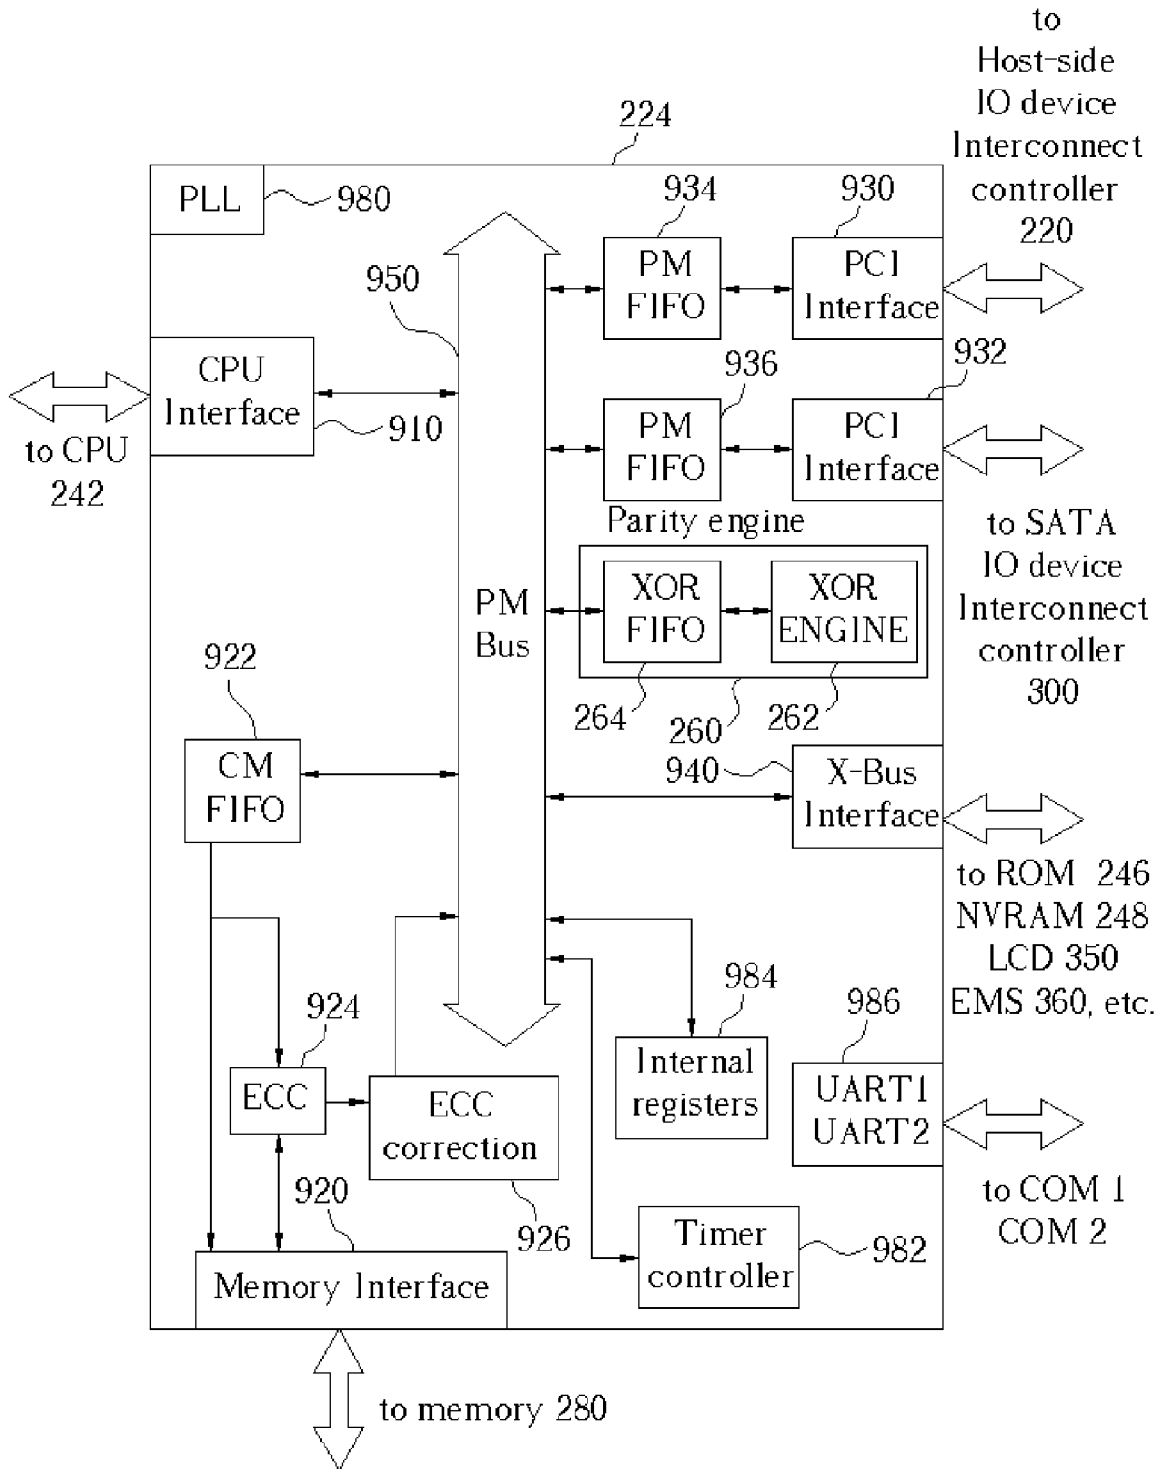 to
Host-side
IO device
Interconnect
controller
220
224
PLL
980
934
930
PM
FIFO
PCI
Interface
950
CPU
Interface
910
to CPU
242
936
932
PM
FIFO
PCI
Interface
to SATA
IO device
Interconnect
controller
300
Parity engine
XOR
FIFO
XOR
ENGINE
264
260
262
PM
Bus
922
CM
FIFO
940
X-Bus
Interface
to ROM 246
NVRAM 248
LCD 350
EMS 360, etc.
924
ECC
ECC
correction
926
984
Internal
registers
986
UART1
UART2
to COM 1
COM 2
920
Memory Interface
Timer
controller
982
to memory 280